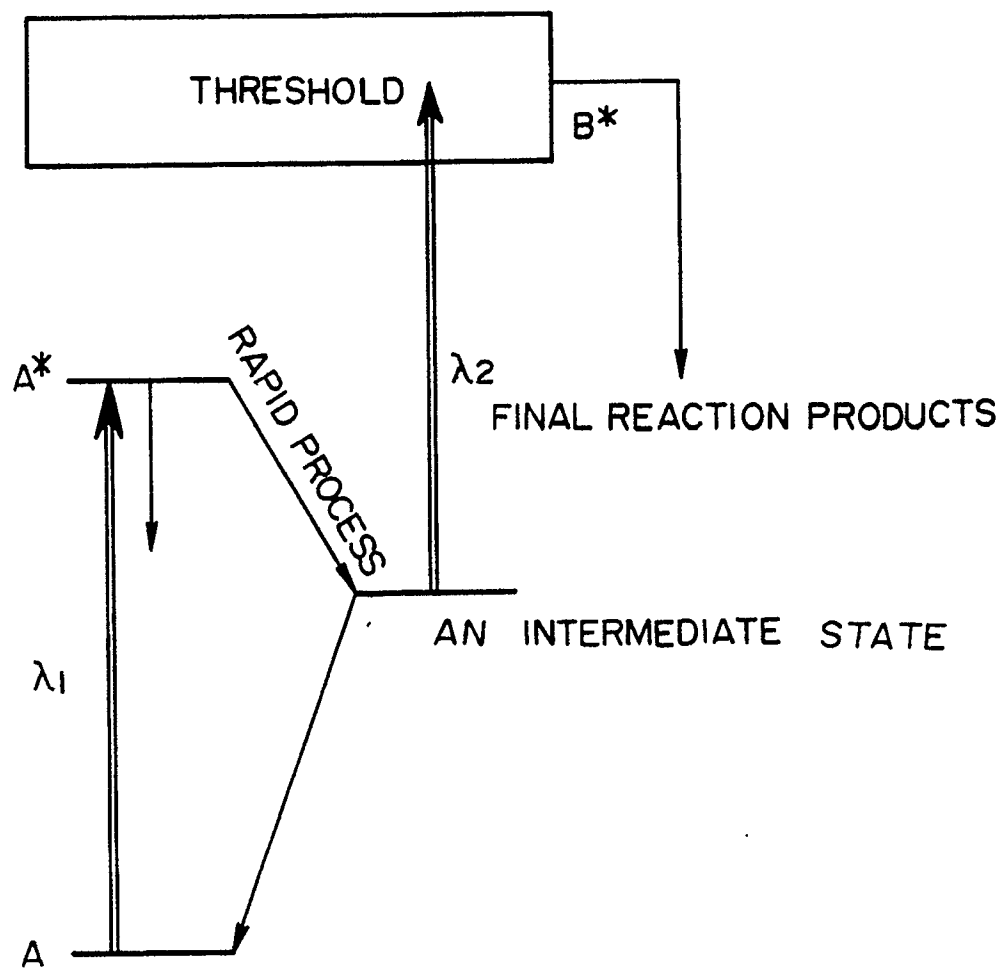 THRESHOLD
B*
RAPID PROCESS
A*
λ2
FINAL REACTION PRODUCTS
AN INTERMEDIATE STATE
λ1
A